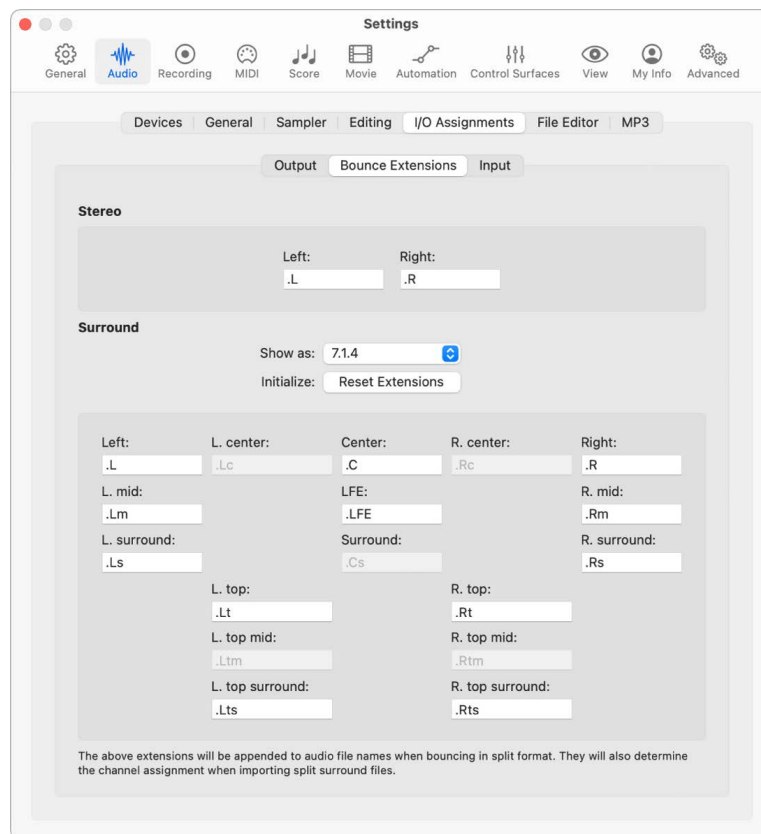 Settings
General Audio Recording MIDI Score Movie Automation Control Surfaces View My Info Advanced
Devices General Sampler Editing I/O Assignments File Editor MP3
Output Bounce Extensions Input
Stereo
Left: Right:
.L .R
Surround
Show as: 7.1.4
Initialize: Reset Extensions
Left: L. center: Center: R. center: Right:
.L .Lc .C .Rc .R
L. mid: LFE: R. mid:
.Lm .LFE .Rm
L. surround: Surround: R. surround:
.Ls .Cs .Rs
L. top: R. top:
.Lt .Rt
L. top mid: R. top mid:
.Ltm .Rtm
L. top surround: R. top surround:
.Lts .Rts
The above extensions will be appended to audio file names when bouncing in split format. They will also determine
the channel assignment when importing split surround files.